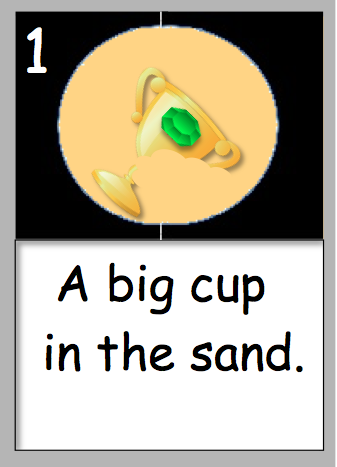 1
A big cup
in the sand.